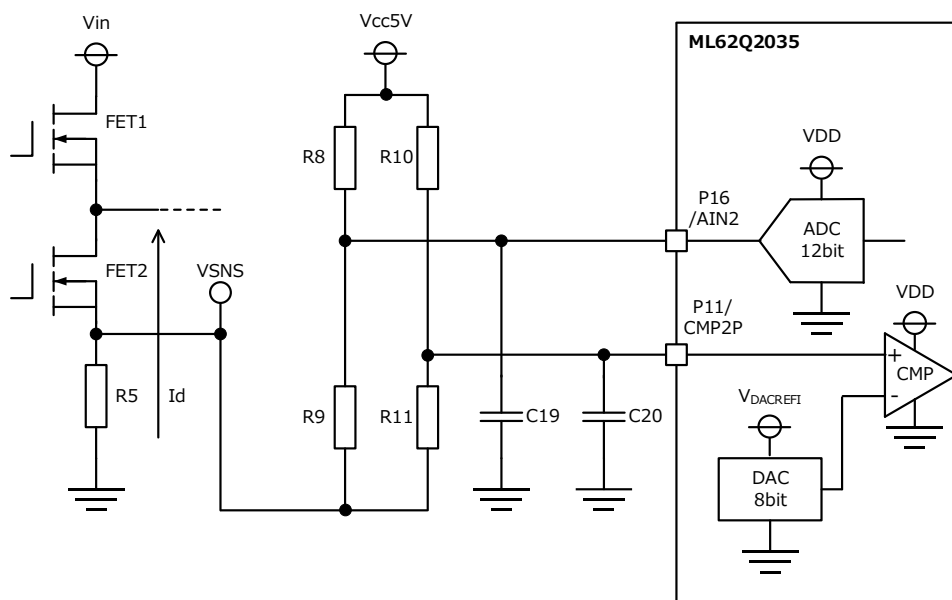 Vin
Vcc5V
ML62Q2035
FET1
R8
R10
VDD
P16
/AIN2
ADC
12bit
FET2
VSNS
P11/
CMP2P
VDD
R5
Id
R9
R11
C19
C20
CMP
+
-
VDACREFI
DAC
8bit